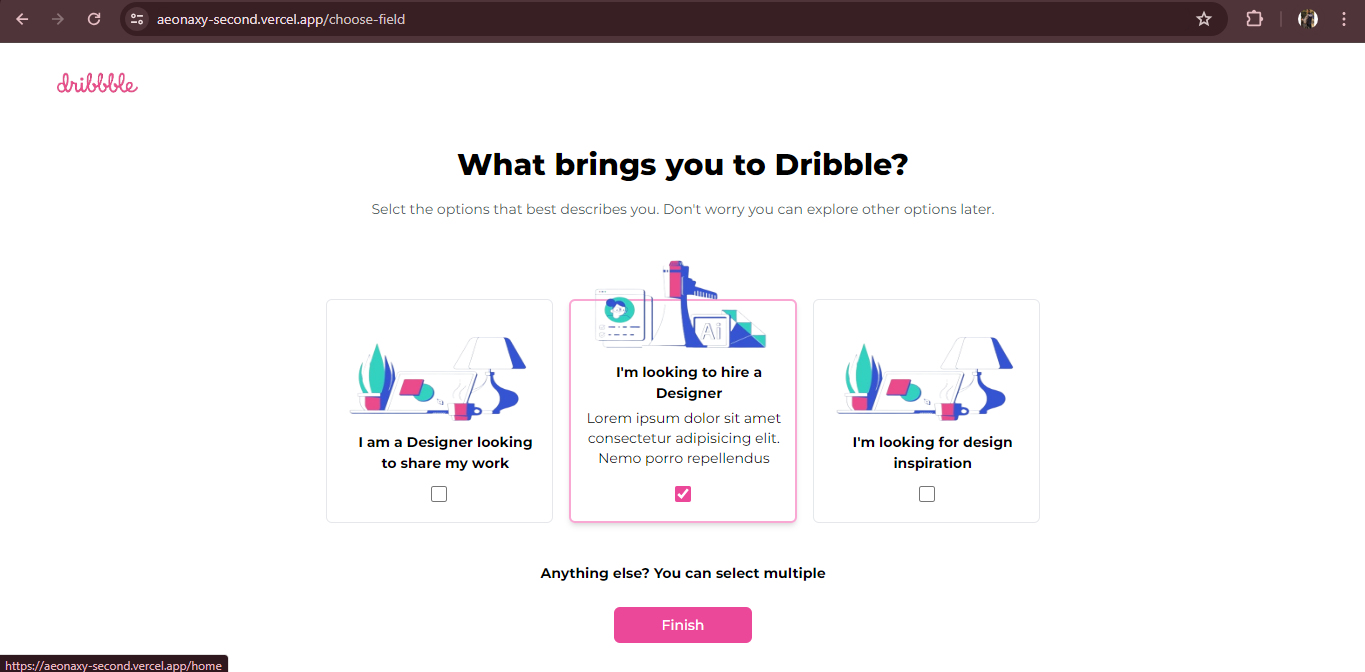 aeonaxy-second.vercel.app/choose-field
dribbble
What brings you to Dribble?
Selct the options that best describes you. Don't worry you can explore other options later.
Ai
I am a Designer looking
to share my work
I'm looking to hire a
Designer
Lorem ipsum dolor sit amet
consectetur adipisicing elit.
Nemo porro repellendus
I'm looking for design
inspiration
Anything else? You can select multiple
Finish
https://aeonaxy-second.vercel.app/home